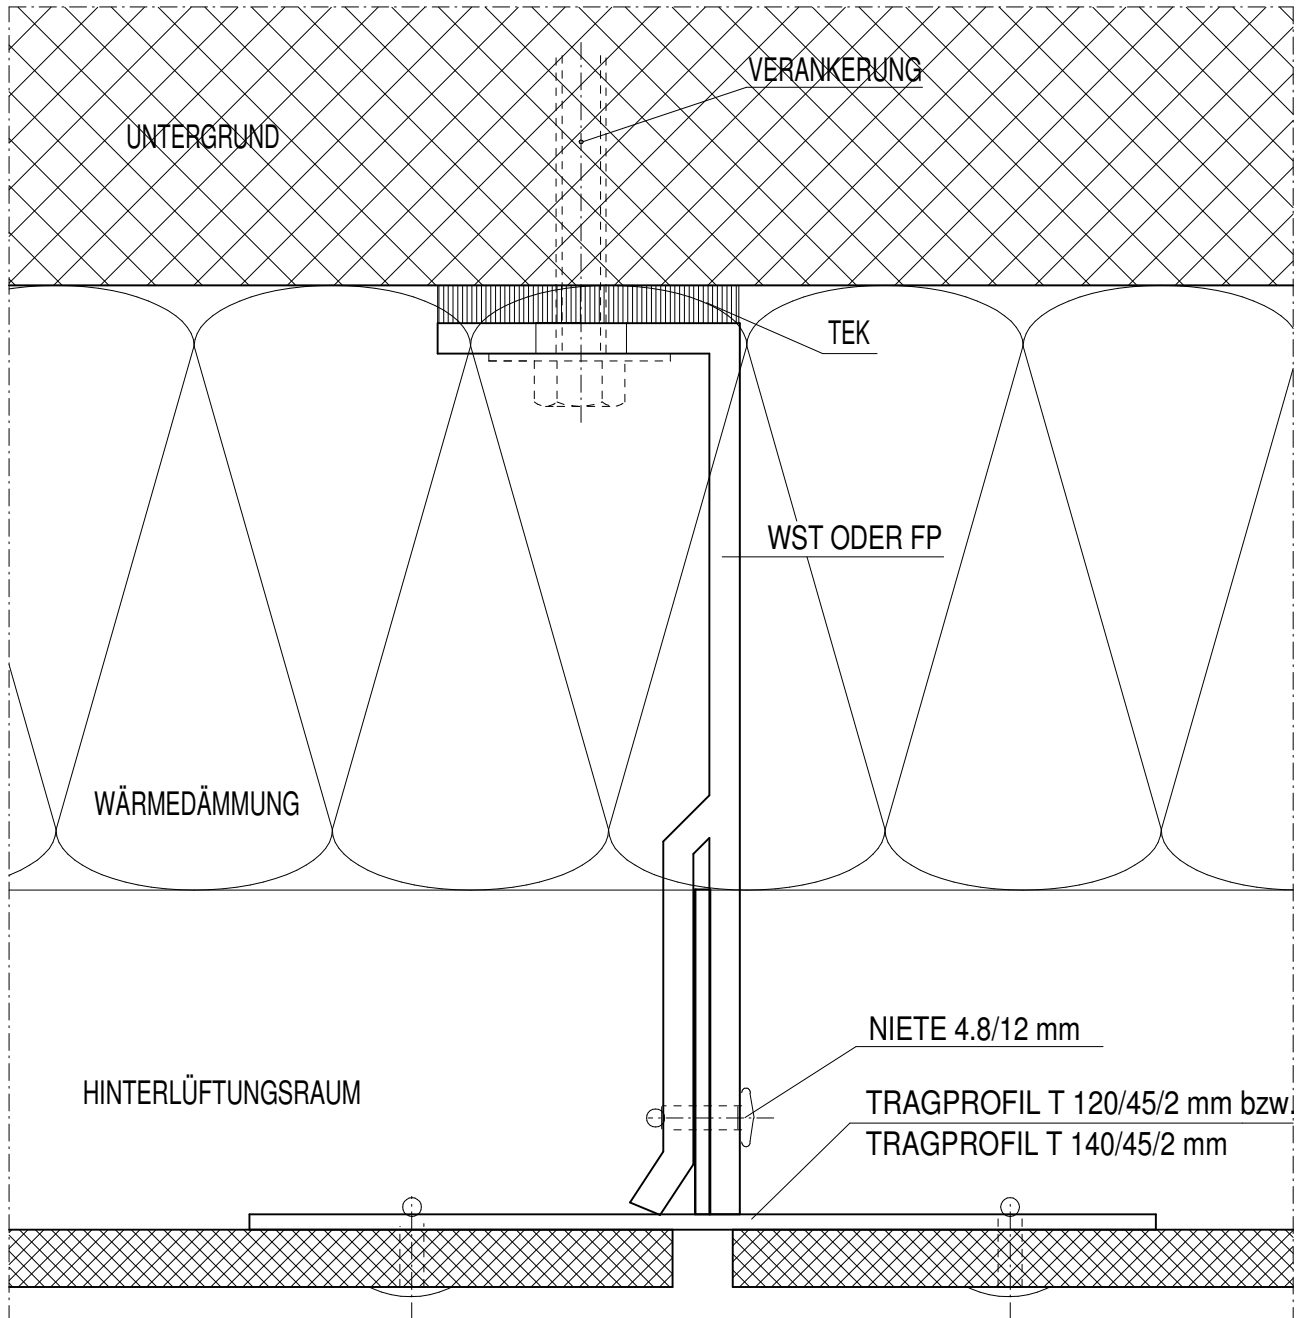 VERANKERUNG
UNTERGRUND
TEK
WST ODER FP
WÄRMEDÄMMUNG
NIETE 4.8/12 mm
HINTERLÜFTUNGSRAUM
TRAGPROFIL T 120/45/2 mm bzw.
TRAGPROFIL T 140/45/2 mm